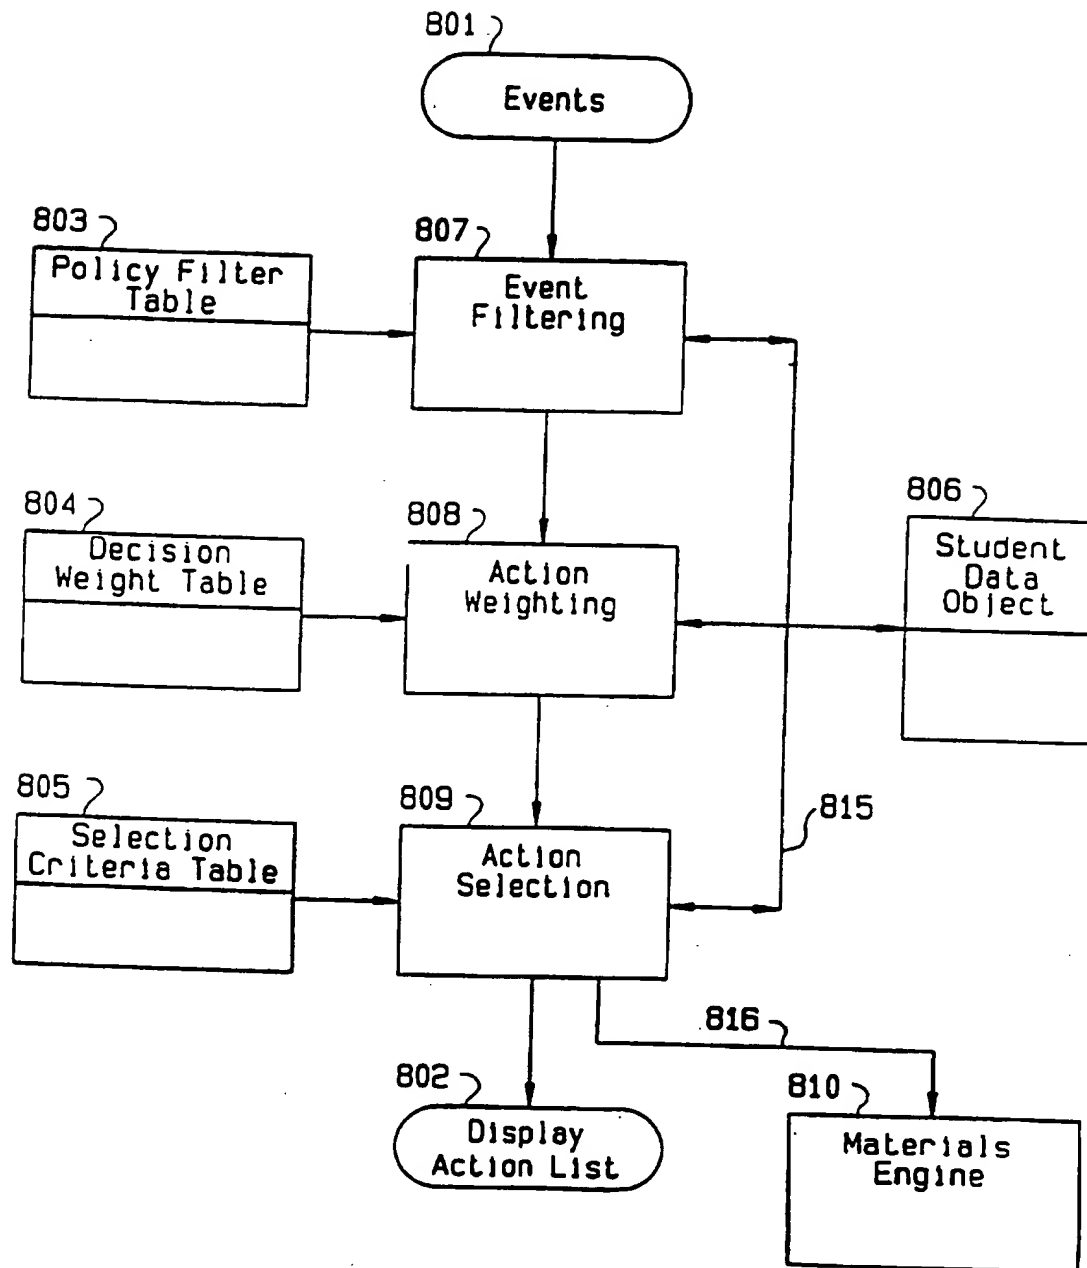 801
Events
803
Policy Filter
Table
807
Event
Filtering
804
Decision
Weight Table
808
Action
Weighting
806
Student
Data
Object
805
Selection
Criteria Table
809
Action
Selection
815
816
802
Display
Action List
810
Materials
Engine